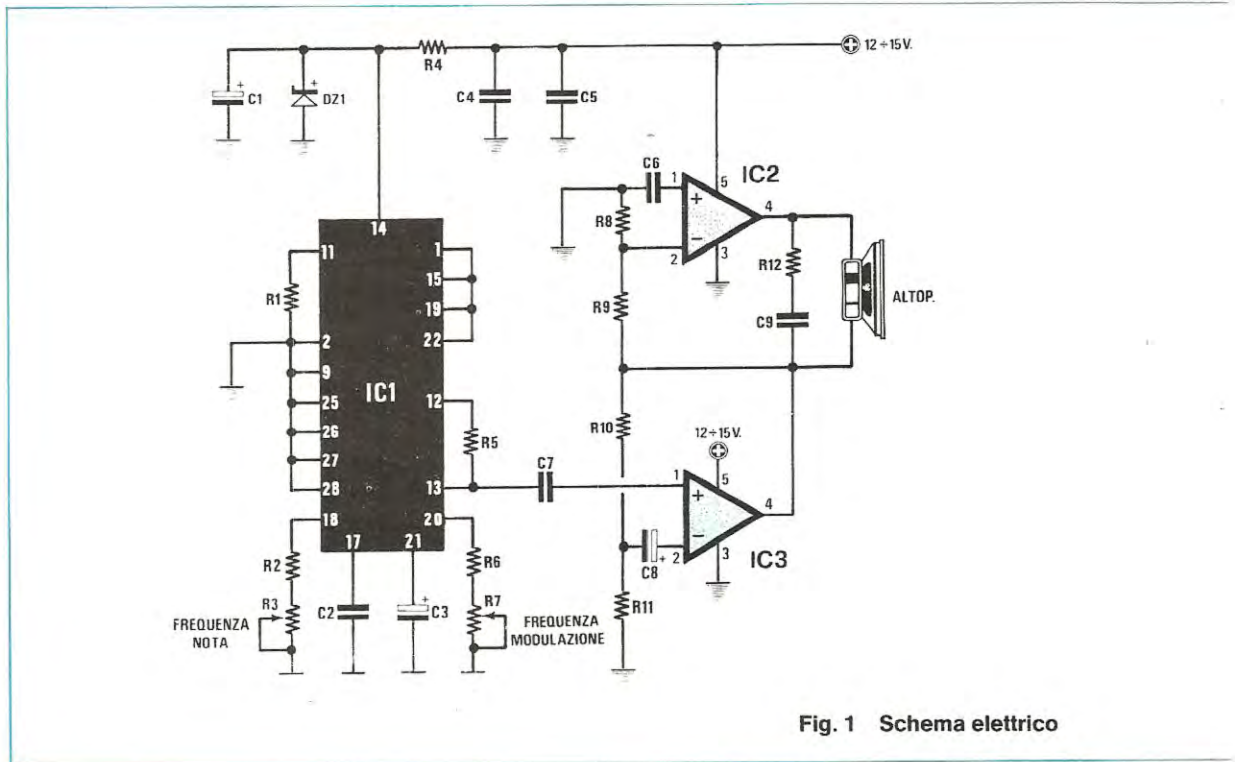 12÷15V.
R4
C1
DZ1
C4
C5
C6
IC2
1
5
+
4
R8
−
2
3
R12
ALTOP.
R9
C9
14
11
1
R1
15
19
2
22
9
IC1
25
12
26
R5
27
28
13
18
20
17
21
R10
12÷15V.
C7
1
5
+
4
−
2
3
C8
+
IC3
R2
R6
R3
C2
C3
+
R7
R11
FREQUENZA
NOTA
FREQUENZA
MODULAZIONE
+
+
Fig. 1 Schema elettrico